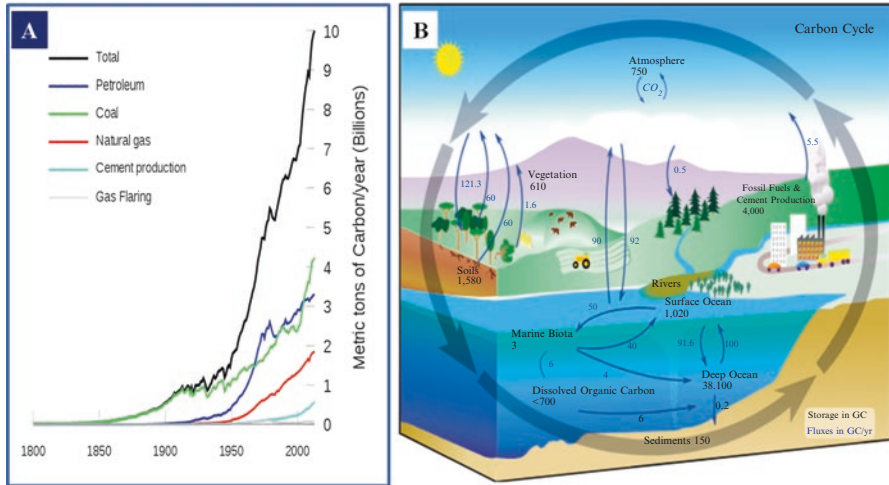 A
Total
Petroleum
Coal
Natural gas
Cement production
Gas Flaring
Metric tons of Carbon/year (Billions)
10
9
8
7
6
5
4
3
2
1
0
1800
1850
1900
1950
2000
B
Carbon Cycle
Atmosphere
750
CO2
5.5
0.5
121.3
60
60
1.6
Vegetation
610
Fossil Fuels &
Cement Production
4,000
90
92
Soils
1,580
Rivers
50
Surface Ocean
1,020
Marine Biota
3
40
91.6
100
6
4
Deep Ocean
38.100
Dissolved Organic Carbon
<700
6
0.2
Sediments 150
Storage in GC
Fluxes in GC/yr